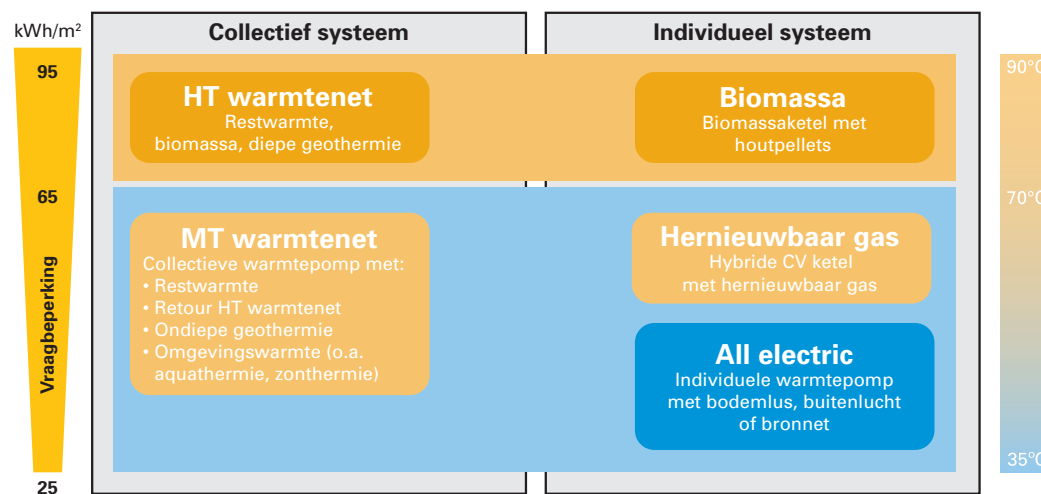 kWh/m²
Collectief systeem
Individueel systeem
95
65
Vraagbeperking
25
HT warmtenet
Restwarmte,
biomassa, diepe geothermie
Biomassa
Biomassaketel met
houtpellets
MT warmtenet
Collectieve warmtepomp met:
• Restwarmte
• Retour HT warmtenet
• Ondiepe geothermie
• Omgevingswarmte (o.a.
aquathermie, zonthermie)
Hernieuwbaar gas
Hybride CV ketel
met hernieuwbaar gas
All electric
Individuele warmtepomp
met bodemlus, buitenlucht
of bronnet
90°C
70°C
35°C